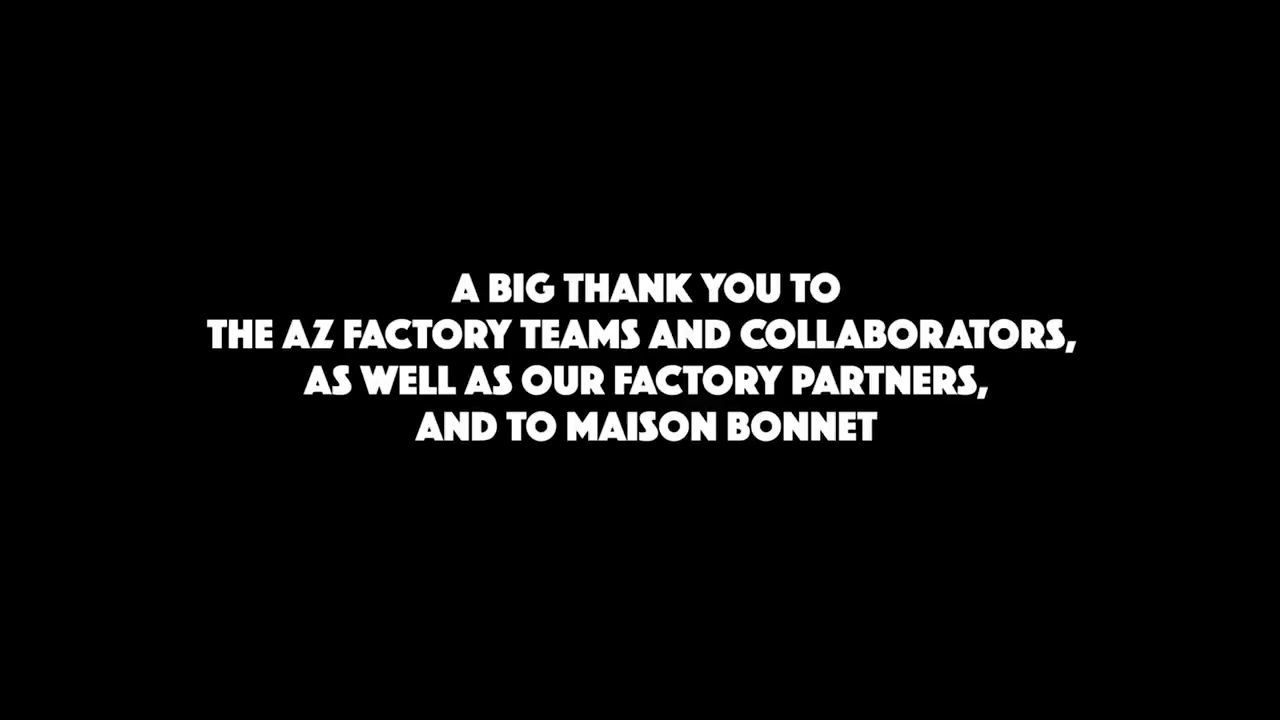 A BIG THANK YOU TO
THE AZ FACTORY TEAMS AND COLLABORATORS,
AS WELL AS OUR FACTORY PARTNERS,
AND TO MAISON BONNET